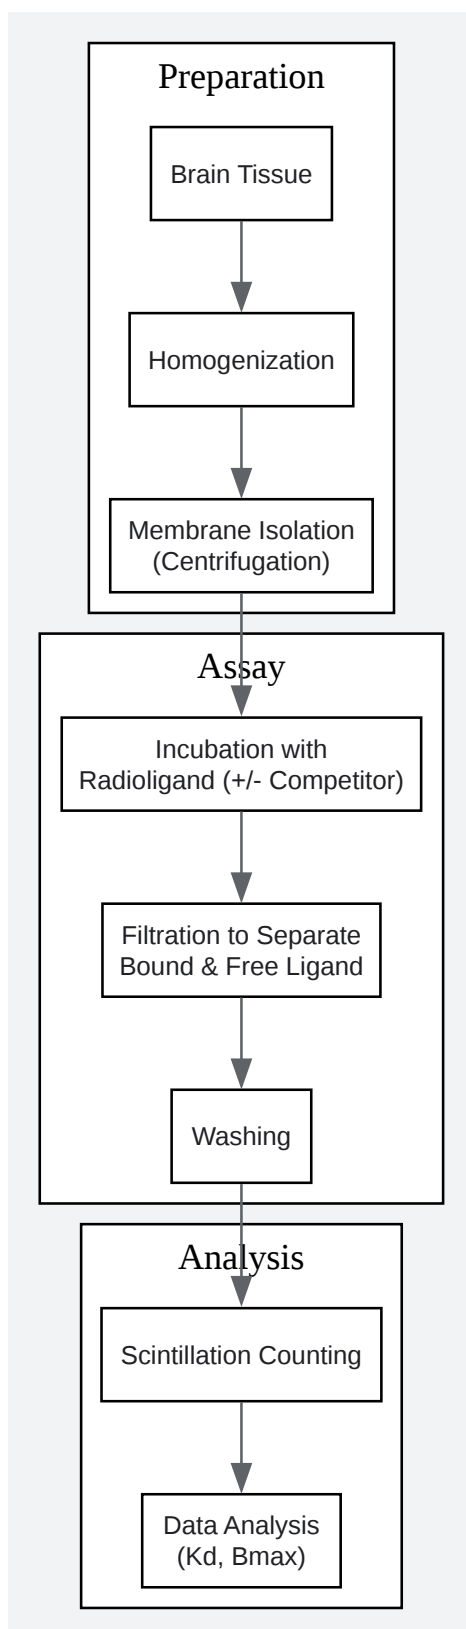 Preparation
Brain Tissue
Homogenization
Membrane Isolation
(Centrifugation)
Assay
Incubation with
Radioligand (+/- Competitor)
Filtration to Separate
Bound & Free Ligand
Washing
Analysis
Scintillation Counting
Data Analysis
(Kd, Bmax)